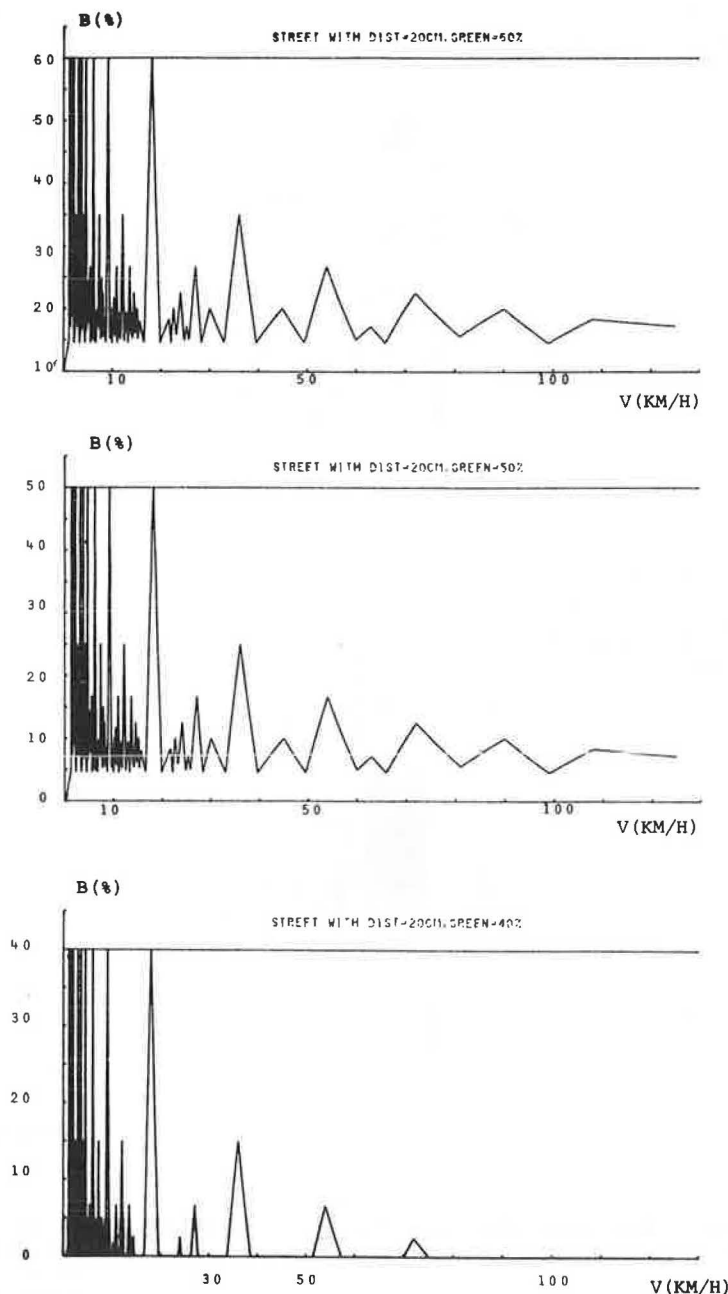 B(%)
STREET WITH DIST=20CM.GREEN=60%
60
50
40
30
20
10
10 50 100
V(KM/H)
B(%)
STREET WITH DIST=20CM.GREEN=50%
50
40
30
20
10
0
10 50 100
V(KM/H)
B(%)
STREET WITH DIST=20CM.GREEN=40%
40
30
20
10
0
30 50 100
V(KM/H)